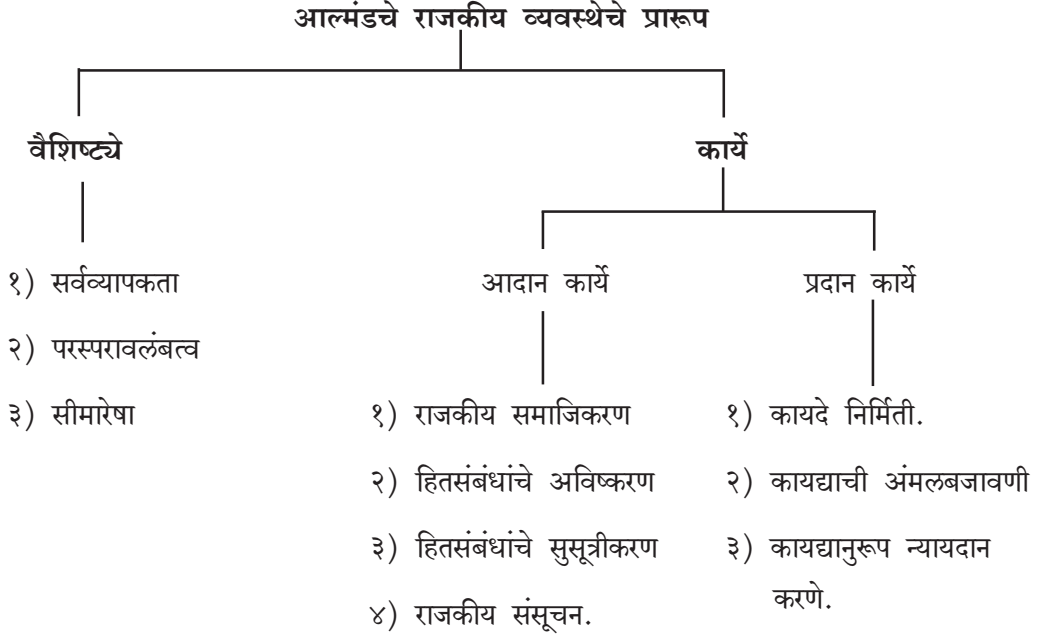 आल्मंडचे राजकीय व्यवस्थेचे प्रारूप
वैशिष्ट्ये
कार्ये
१) सर्वव्यापकता
२) परस्परावलंबत्व
३) सीमारेषा
आदान कार्ये
१) राजकीय समाजिकरण
२) हितसंबंधांचे अविष्करण
३) हितसंबंधांचे सुसूत्रीकरण
४) राजकीय संसूचन.
प्रदान कार्ये
१) कायदे निर्मिती.
२) कायद्याची अंमलबजावणी
३) कायद्यानुरूप न्यायदान
करणे.